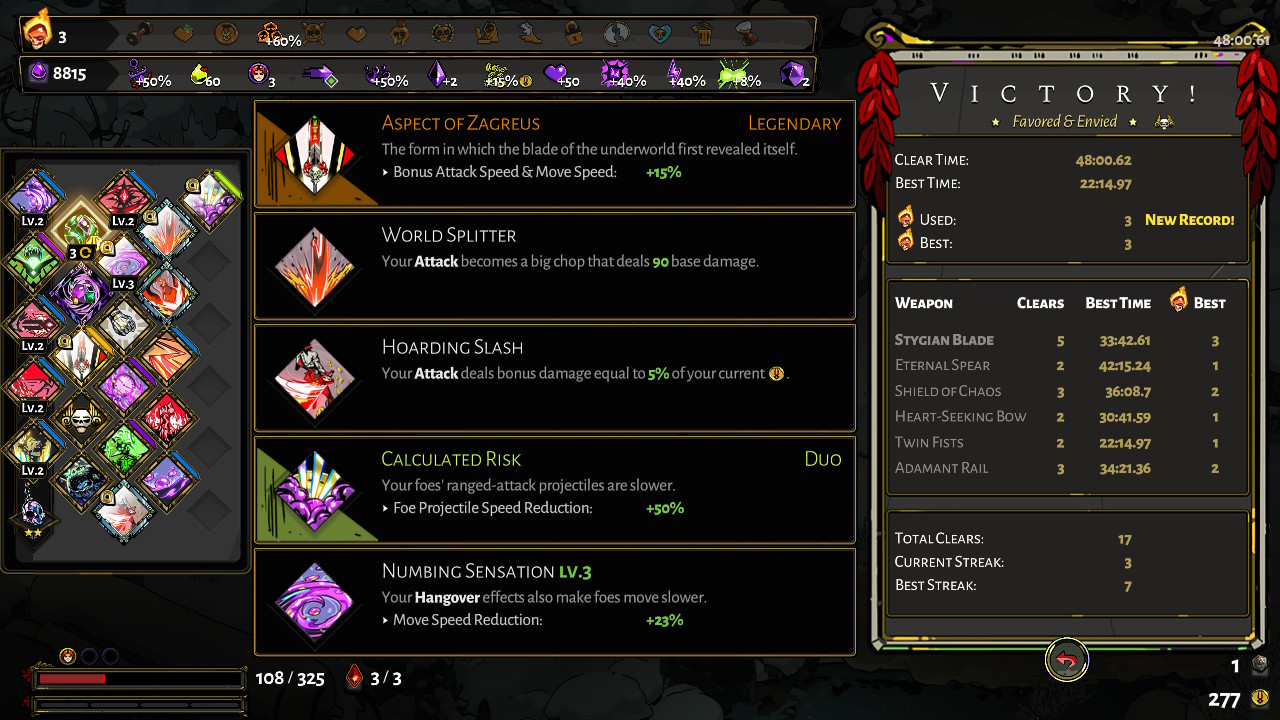 3
+60%
48:00.61
8815
+50%
60
3
+50%
+2
+15%
+50
+40%
+40%
+8%
2
Lv.2
Lv.2
3
Lv.3
Lv.2
Lv.2
Lv.2
Aspect of Zagreus
Legendary
The form in which the blade of the underworld first revealed itself.
Bonus Attack Speed & Move Speed: +15%
World Splitter
Your Attack becomes a big chop that deals 90 base damage.
Hoarding Slash
Your Attack deals bonus damage equal to 5% of your current .
Calculated Risk
Duo
Your foes' ranged-attack projectiles are slower.
Foe Projectile Speed Reduction: +50%
Numbing Sensation Lv.3
Your Hangover effects also make foes move slower.
Move Speed Reduction: +23%
108 / 325
3 / 3
Victory!
Favored & Envied
Clear Time: 48:00.62
Best Time: 22:14.97
Used: 3 New Record!
Best: 3
Weapon Clears Best Time Best
Stygian Blade 5 33:42.61 3
Eternal Spear 2 42:15.24 1
Shield of Chaos 3 36:08.7 2
Heart-Seeking Bow 2 30:41.59 1
Twin Fists 2 22:14.97 1
Adamant Rail 3 34:21.36 2
Total Clears: 17
Current Streak: 3
Best Streak: 7
1
277